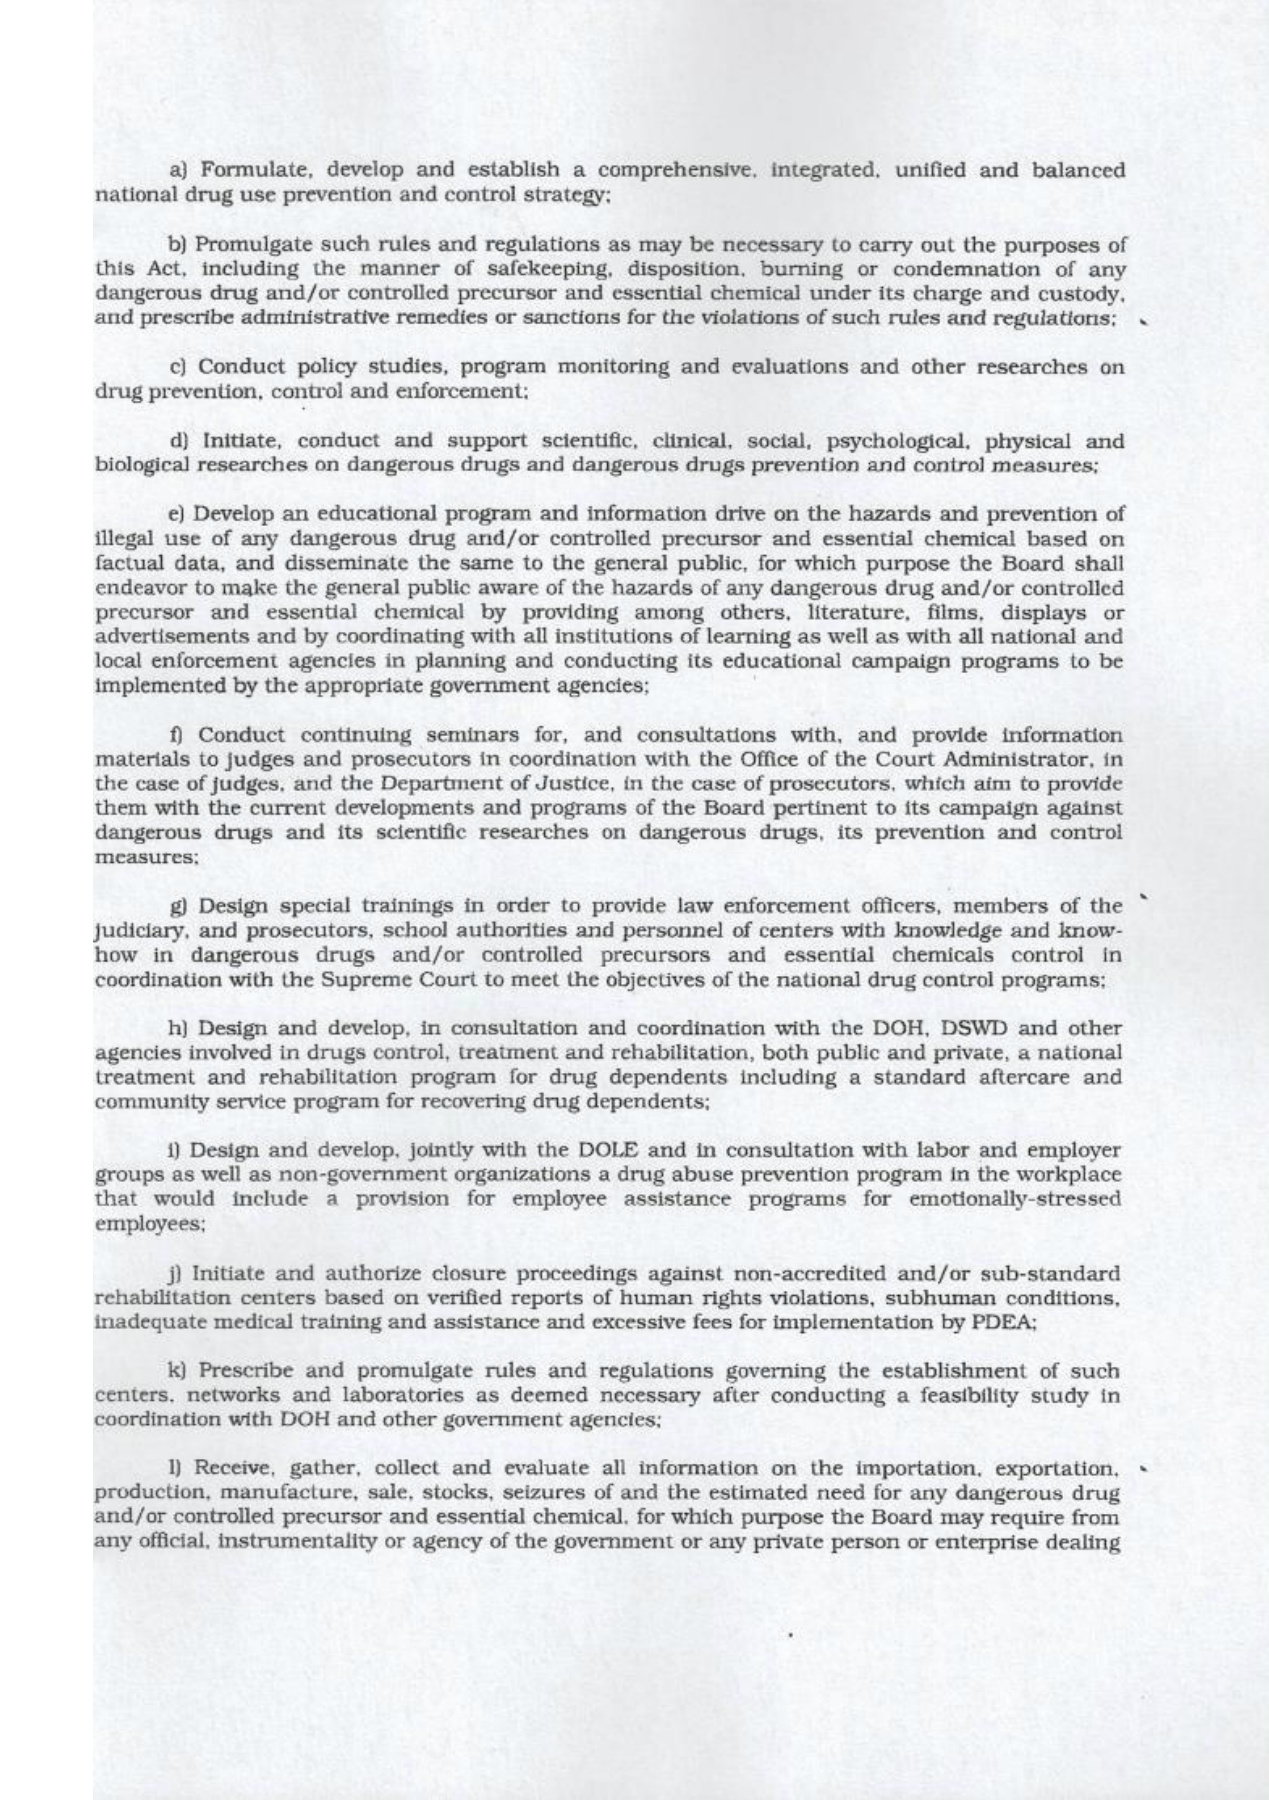 a) Formulate, develop and establish a comprehensive, integrated, unified and balanced
national drug use prevention and control strategy;
b) Promulgate such rules and regulations as may be necessary to carry out the purposes of
this Act, including the manner of safekeeping, disposition, burning or condemnation of any
dangerous drug and/or controlled precursor and essential chemical under its charge and custody,
and prescribe administrative remedies or sanctions for the violations of such rules and regulations;
c) Conduct policy studies, program monitoring and evaluations and other researches on
drug prevention, control and enforcement;
d) Initiate, conduct and support scientific, clinical, social, psychological, physical and
biological researches on dangerous drugs and dangerous drugs prevention and control measures;
e) Develop an educational program and information drive on the hazards and prevention of
illegal use of any dangerous drug and/or controlled precursor and essential chemical based on
factual data, and disseminate the same to the general public, for which purpose the Board shall
endeavor to make the general public aware of the hazards of any dangerous drug and/or controlled
precursor and essential chemical by providing among others, literature, films, displays or
advertisements and by coordinating with all institutions of learning as well as with all national and
local enforcement agencies in planning and conducting its educational campaign programs to be
implemented by the appropriate government agencies;
f) Conduct continuing seminars for, and consultations with, and provide information
materials to judges and prosecutors in coordination with the Office of the Court Administrator, in
the case of judges, and the Department of Justice, in the case of prosecutors, which aim to provide
them with the current developments and programs of the Board pertinent to its campaign against
dangerous drugs and its scientific researches on dangerous drugs, its prevention and control
measures;
g) Design special trainings in order to provide law enforcement officers, members of the
judiciary, and prosecutors, school authorities and personnel of centers with knowledge and know-
how in dangerous drugs and/or controlled precursors and essential chemicals control in
coordination with the Supreme Court to meet the objectives of the national drug control programs;
h) Design and develop, in consultation and coordination with the DOH, DSWD and other
agencies involved in drugs control, treatment and rehabilitation, both public and private, a national
treatment and rehabilitation program for drug dependents including a standard aftercare and
community service program for recovering drug dependents;
i) Design and develop, jointly with the DOLE and in consultation with labor and employer
groups as well as non-government organizations a drug abuse prevention program in the workplace
that would include a provision for employee assistance programs for emotionally-stressed
employees;
j) Initiate and authorize closure proceedings against non-accredited and/or sub-standard
rehabilitation centers based on verified reports of human rights violations, subhuman conditions,
inadequate medical training and assistance and excessive fees for implementation by PDEA;
k) Prescribe and promulgate rules and regulations governing the establishment of such
centers, networks and laboratories as deemed necessary after conducting a feasibility study in
coordination with DOH and other government agencies;
l) Receive, gather, collect and evaluate all information on the importation, exportation,
production, manufacture, sale, stocks, seizures of and the estimated need for any dangerous drug
and/or controlled precursor and essential chemical, for which purpose the Board may require from
any official, instrumentality or agency of the government or any private person or enterprise dealing